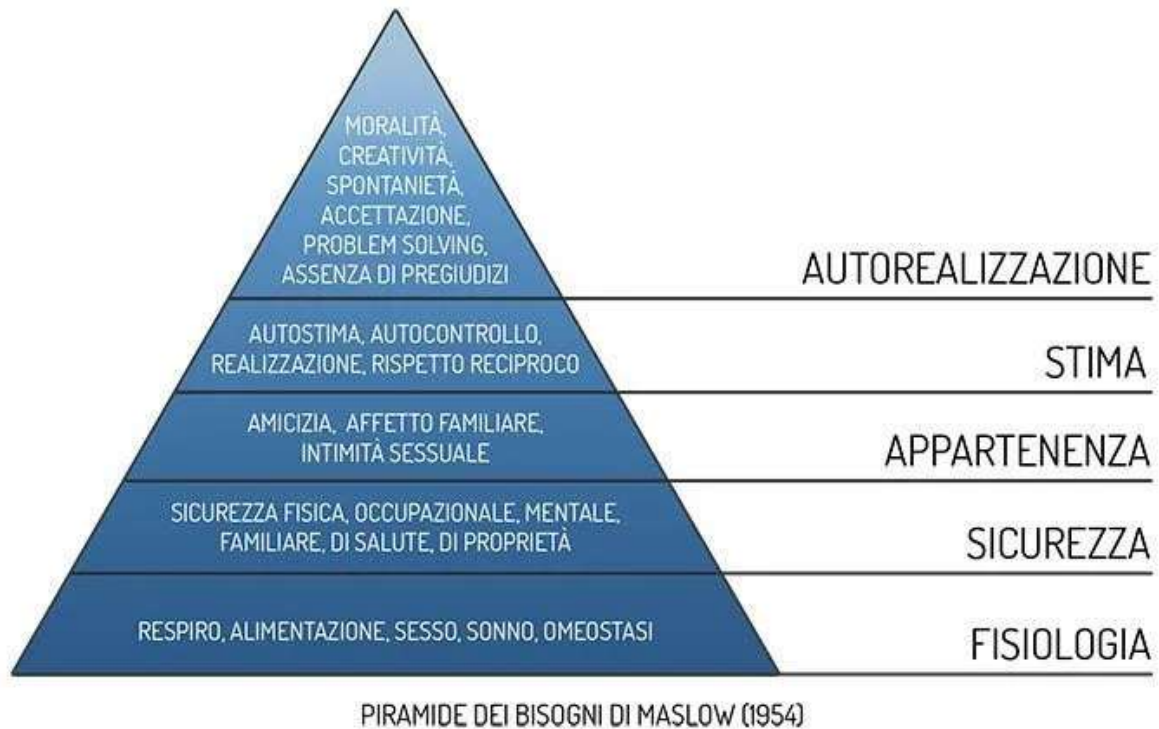 MORALITÀ,
CREATIVITÀ,
SPONTANIETÀ,
ACCETTAZIONE,
PROBLEM SOLVING,
ASSENZA DI PREGIUDIZI
AUTOREALIZZAZIONE
AUTOSTIMA, AUTOCONTROLLO,
REALIZZAZIONE, RISPETTO RECIPROCO
STIMA
AMICIZIA, AFFETTO FAMILIARE,
INTIMITÀ SESSUALE
APPARTENENZA
SICUREZZA FISICA, OCCUPAZIONALE, MENTALE,
FAMILIARE, DI SALUTE, DI PROPRIETÀ
SICUREZZA
RESPIRO, ALIMENTAZIONE, SESSO, SONNO, OMEOSTASI
FISIOLOGIA
PIRAMIDE DEI BISOGNI DI MASLOW (1954)